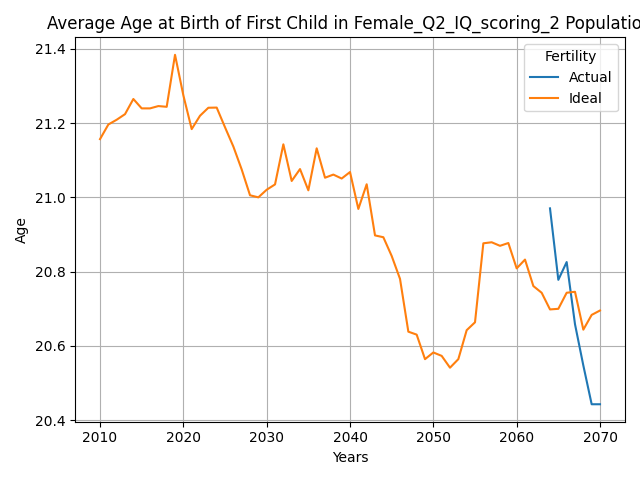 Average Age at Birth of First Child in Female_Q2_IQ_scoring_2 Populatio
Fertility
Actual
Ideal
21.4
21.2
21.0
20.8
20.6
20.4
Age
2010 2020 2030 2040 2050 2060 2070
Years